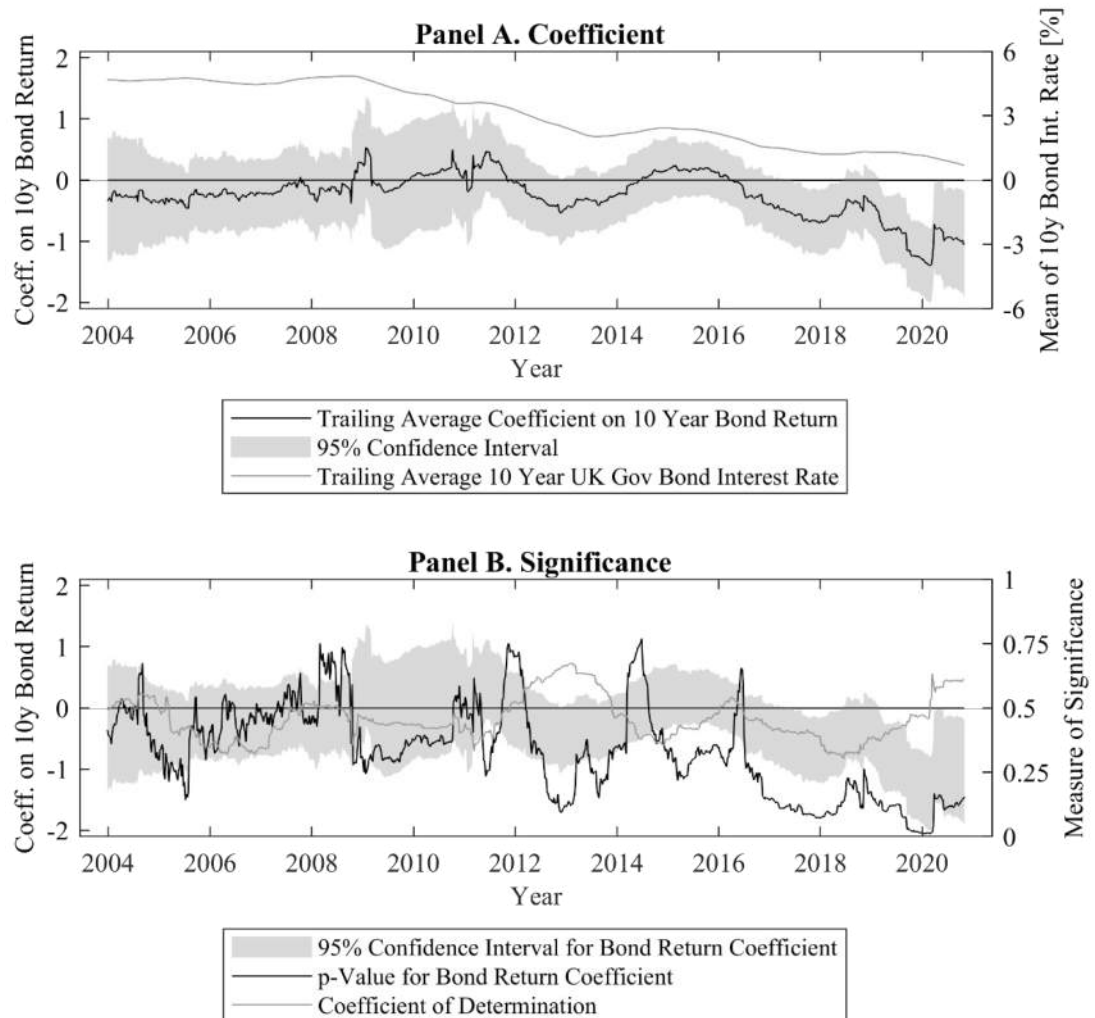 Panel A. Coefficient
Coeff. on 10y Bond Return
2
1
0
-1
-2
Mean of 10y Bond Int. Rate [%]
6
3
0
-3
-6
2004 2006 2008 2010 2012 2014 2016 2018 2020
Year
Trailing Average Coefficient on 10 Year Bond Return
95% Confidence Interval
Trailing Average 10 Year UK Gov Bond Interest Rate
Panel B. Significance
Coeff. on 10y Bond Return
2
1
0
-1
-2
Measure of Significance
1
0.75
0.5
0.25
0
2004 2006 2008 2010 2012 2014 2016 2018 2020
Year
95% Confidence Interval for Bond Return Coefficient
p-Value for Bond Return Coefficient
Coefficient of Determination